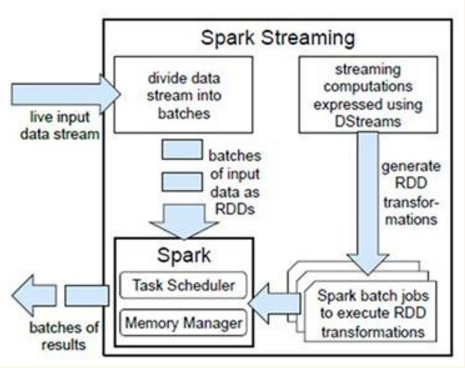 Spark Streaming
divide data
stream into
batches
streaming
computations
expressed using
DStreams
live input
data stream
batches
of input
data as
RDDs
generate
RDD
transfor-
mations
Spark
Task Scheduler
Memory Manager
Spark batch jobs
to execute RDD
transformations
batches of
results